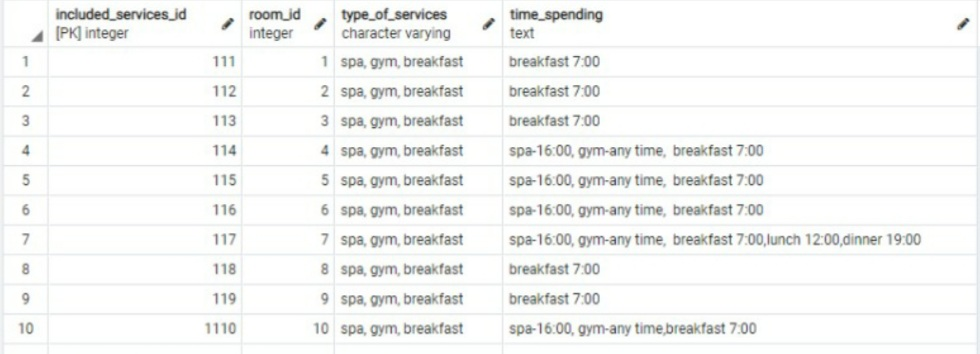 included_services_id room_id type_of_services time_spending
[PK] integer integer character varying text
1 111 1 spa, gym, breakfast breakfast 7:00
2 112 2 spa, gym, breakfast breakfast 7:00
3 113 3 spa, gym, breakfast breakfast 7:00
4 114 4 spa, gym, breakfast spa-16:00, gym-any time,  breakfast 7:00
5 115 5 spa, gym, breakfast spa-16:00, gym-any time,  breakfast 7:00
6 116 6 spa, gym, breakfast spa-16:00, gym-any time,  breakfast 7:00
7 117 7 spa, gym, breakfast spa-16:00, gym-any time,  breakfast 7:00,lunch 12:00,dinner 19:00
8 118 8 spa, gym, breakfast breakfast 7:00
9 119 9 spa, gym, breakfast breakfast 7:00
10 1110 10 spa, gym, breakfast spa-16:00, gym-any time,breakfast 7:00